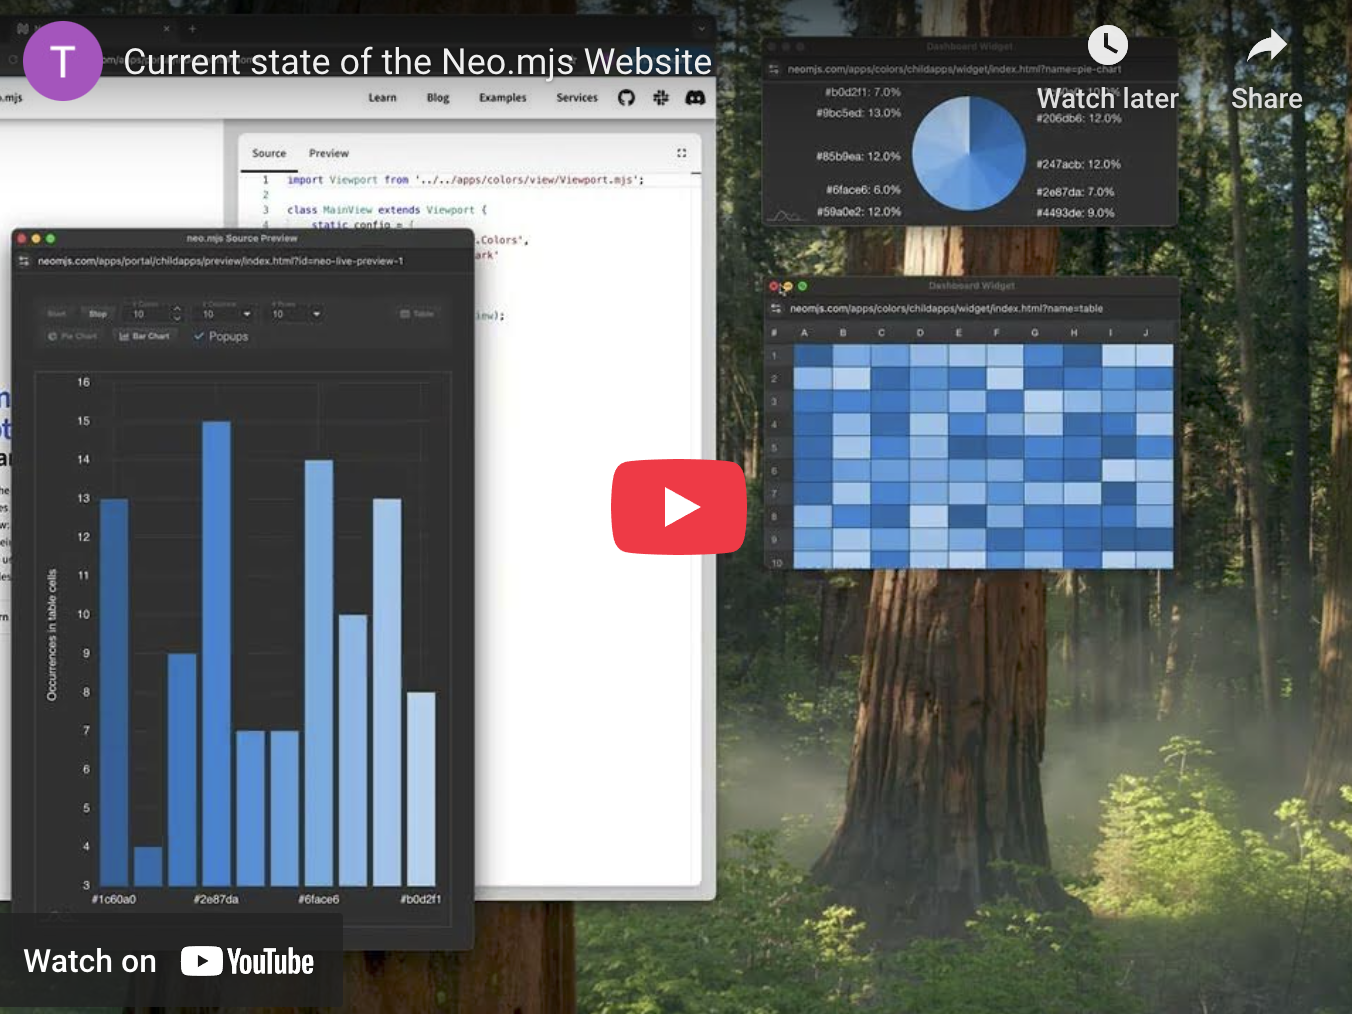 T
Current state of the Neo.mjs Website
Watch later
Share
.mjs
Learn
Blog
Examples
Services
Source
Preview
1 import Viewport from '../../apps/colors/view/Viewport.mjs';
2
3 class MainView extends Viewport {
4 static config = {
.Colors",
ark"
iew);
neo.mjs Source Preview
neomjs.com/apps/portal/childapps/preview/index.html?id=neo-live-preview-1
Start
Stop
10
10
10
Table
Pie Chart
Bar Chart
Popups
16
15
14
13
12
11
10
9
8
7
6
5
4
3
Occurrences in table cells
#1c60a0
#2e87da
#6face6
#b0d2f1
Dashboard Widget
neomjs.com/apps/colors/childapps/widget/index.html?name=pie-chart
#b0d2f1: 7.0%
#9bc5ed: 13.0%
#206db6: 12.0%
#85b9ea: 12.0%
#247acb: 12.0%
#6face6: 6.0%
#2e87da: 7.0%
#59a0e2: 12.0%
#4493de: 9.0%
Dashboard Widget
neomjs.com/apps/colors/childapps/widget/index.html?name=table
# A B C D E F G H I J
1
2
3
4
5
6
7
8
9
10
Watch on YouTube